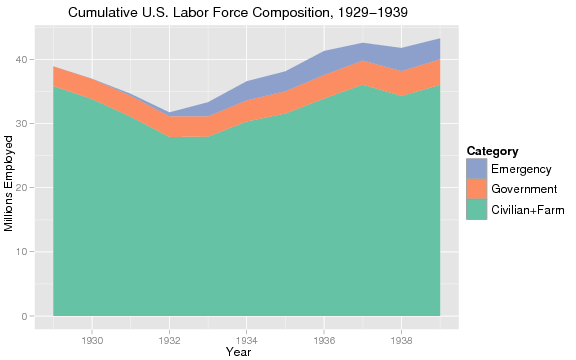 Cumulative U.S. Labor Force Composition, 1929−1939
Millions Employed
40
30
20
10
0
1930
1932
1934
1936
1938
Year
Category
Emergency
Government
Civilian+Farm